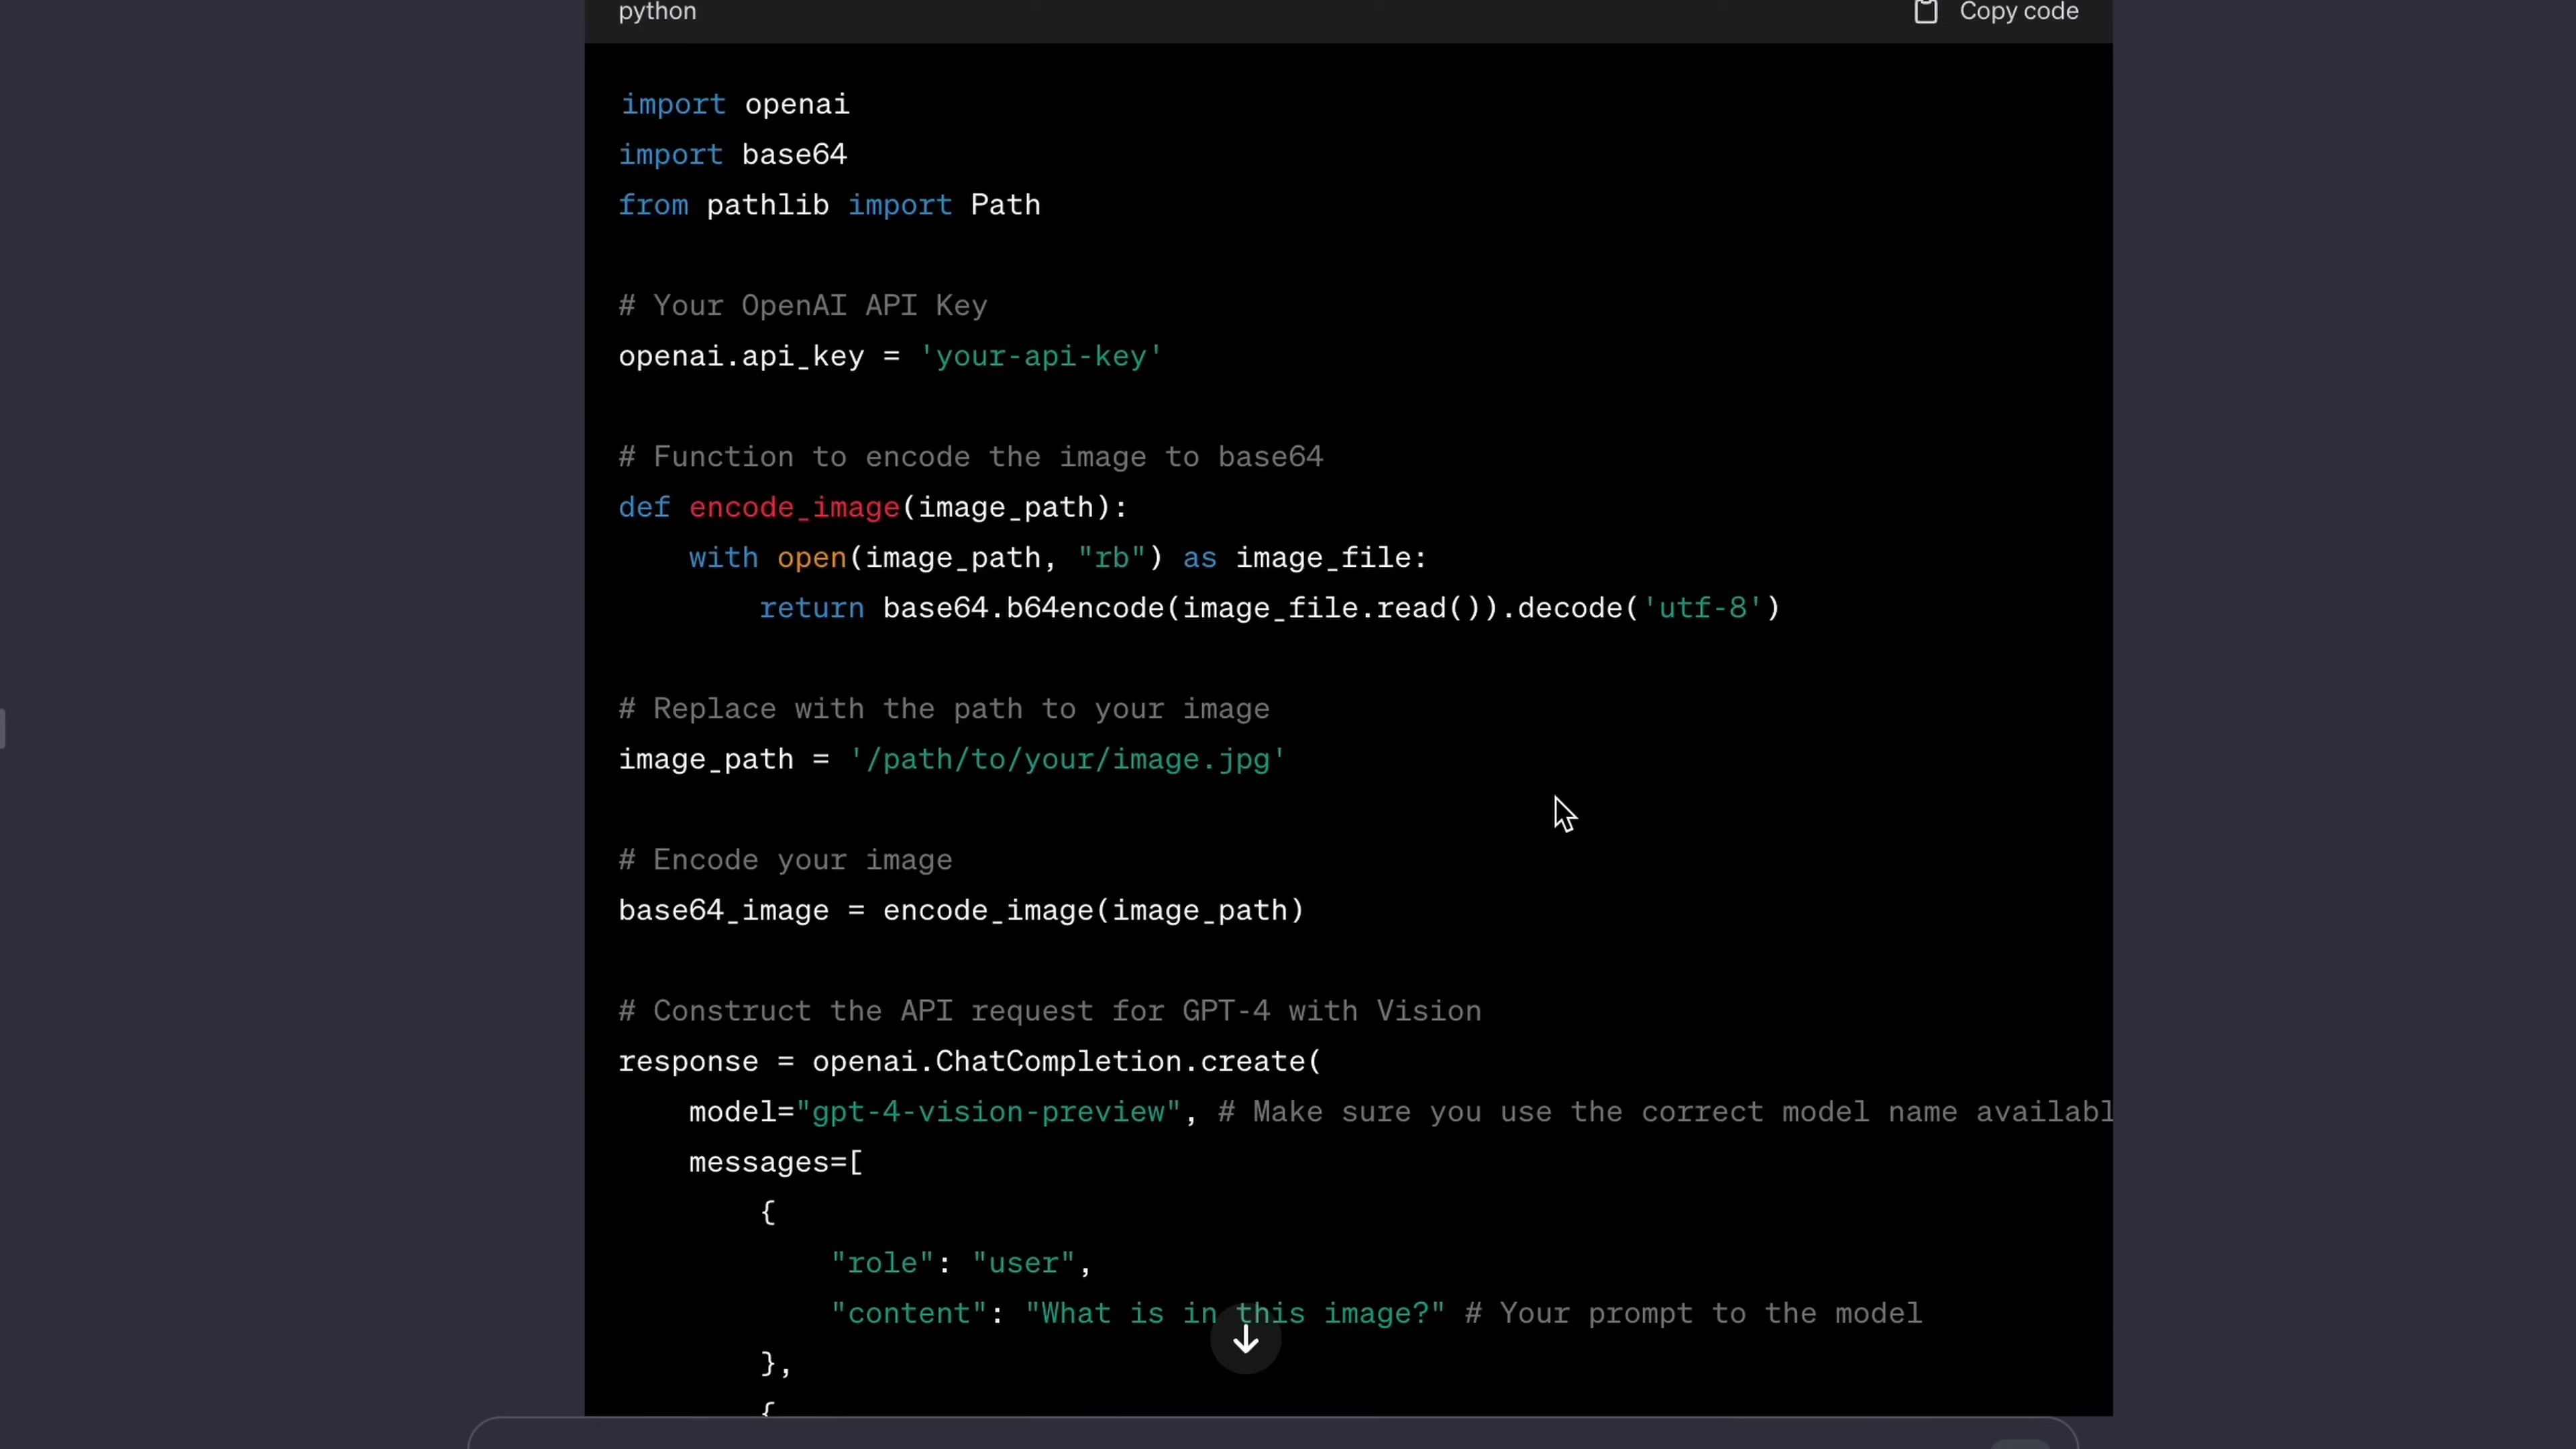 python Copy code
import openai
import base64
from pathlib import Path
# Your OpenAI API Key
openai.api_key = 'your-api-key'
# Function to encode the image to base64
def encode_image(image_path):
    with open(image_path, "rb") as image_file:
        return base64.b64encode(image_file.read()).decode('utf-8')
# Replace with the path to your image
image_path = '/path/to/your/image.jpg'
# Encode your image
base64_image = encode_image(image_path)
# Construct the API request for GPT-4 with Vision
response = openai.ChatCompletion.create(
    model="gpt-4-vision-preview", # Make sure you use the correct model name availabl
    messages=[
        {
            "role": "user",
            "content": "What is in this image?" # Your prompt to the model
        },
        {